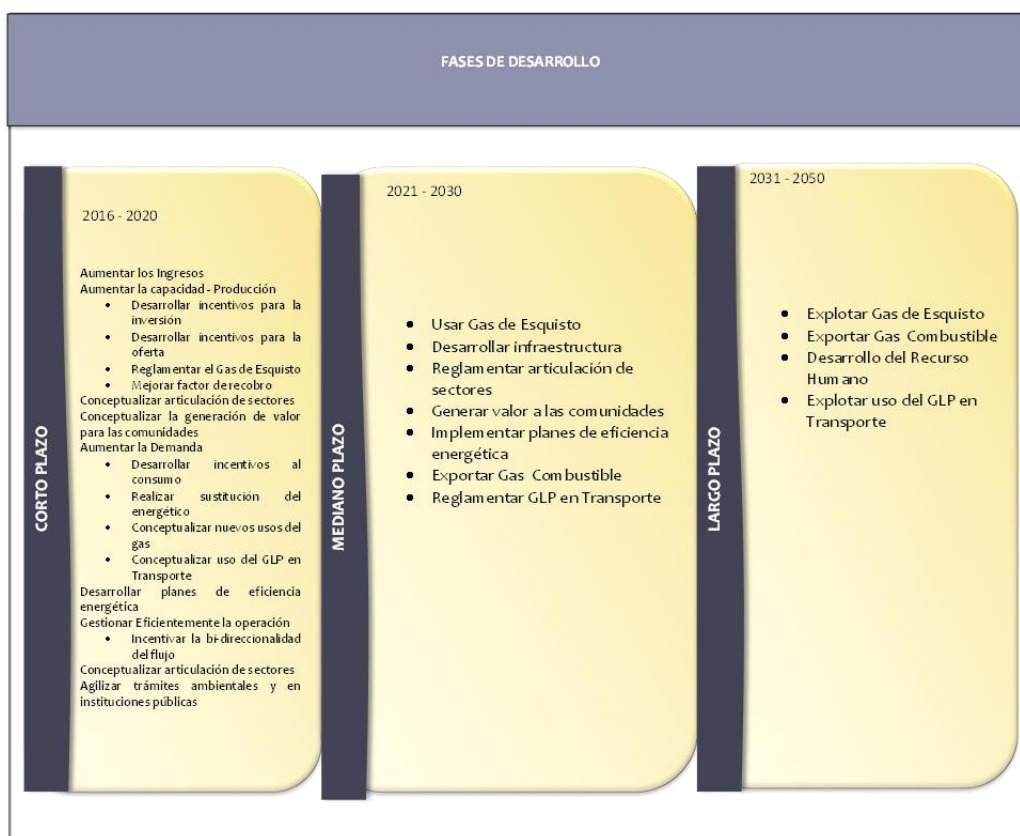 FASES DE DESARROLLO
CORTO PLAZO
2016 - 2020
Aumentar los Ingresos
Aumentar la capacidad - Producción
• Desarrollar incentivos para la
inversión
• Desarrollar incentivos para la
oferta
• Reglamentar el Gas de Esquisto
• Mejorar factor de recobro
Conceptualizar articulación de sectores
Conceptualizar la generación de valor
para las comunidades
Aumentar la Demanda
• Desarrollar incentivos al
consumo
• Realizar sustitución del
energético
• Conceptualizar nuevos usos del
gas
• Conceptualizar uso del GLP en
Transporte
Desarrollar planes de eficiencia
energética
Gestionar Eficientemente la operación
• Incentivar la bi-direccionalidad
del flujo
Conceptualizar articulación de sectores
Agilizar trámites ambientales y en
instituciones públicas
MEDIANO PLAZO
2021 - 2030
• Usar Gas de Esquisto
• Desarrollar infraestructura
• Reglamentar articulación de
sectores
• Generar valor a las comunidades
• Implementar planes de eficiencia
energética
• Exportar Gas Combustible
• Reglamentar GLP en Transporte
LARGO PLAZO
2031 - 2050
• Explotar Gas de Esquisto
• Exportar Gas Combustible
• Desarrollo del Recurso
Humano
• Explotar uso del GLP en
Transporte